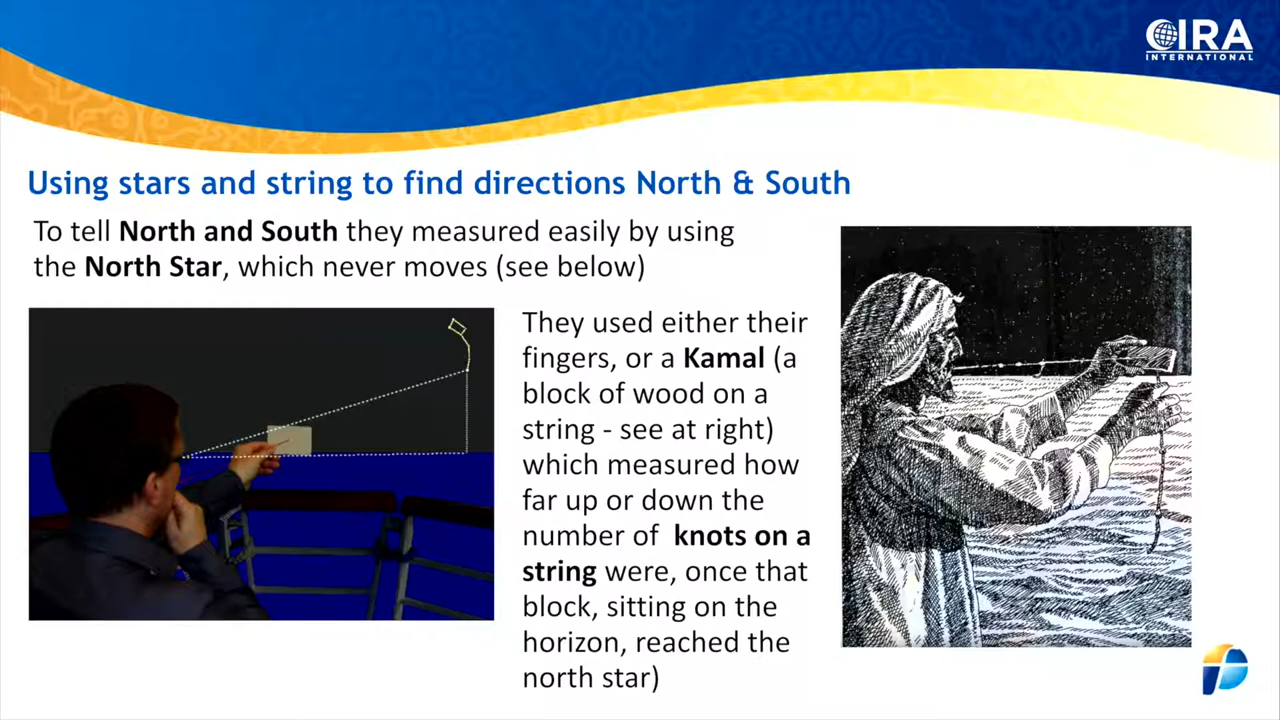 CIRA
INTERNATIONAL
Using stars and string to find directions North & South
To tell North and South they measured easily by using
the North Star, which never moves (see below)
They used either their
fingers, or a Kamal (a
block of wood on a
string - see at right)
which measured how
far up or down the
number of knots on a
string were, once that
block, sitting on the
horizon, reached the
north star)